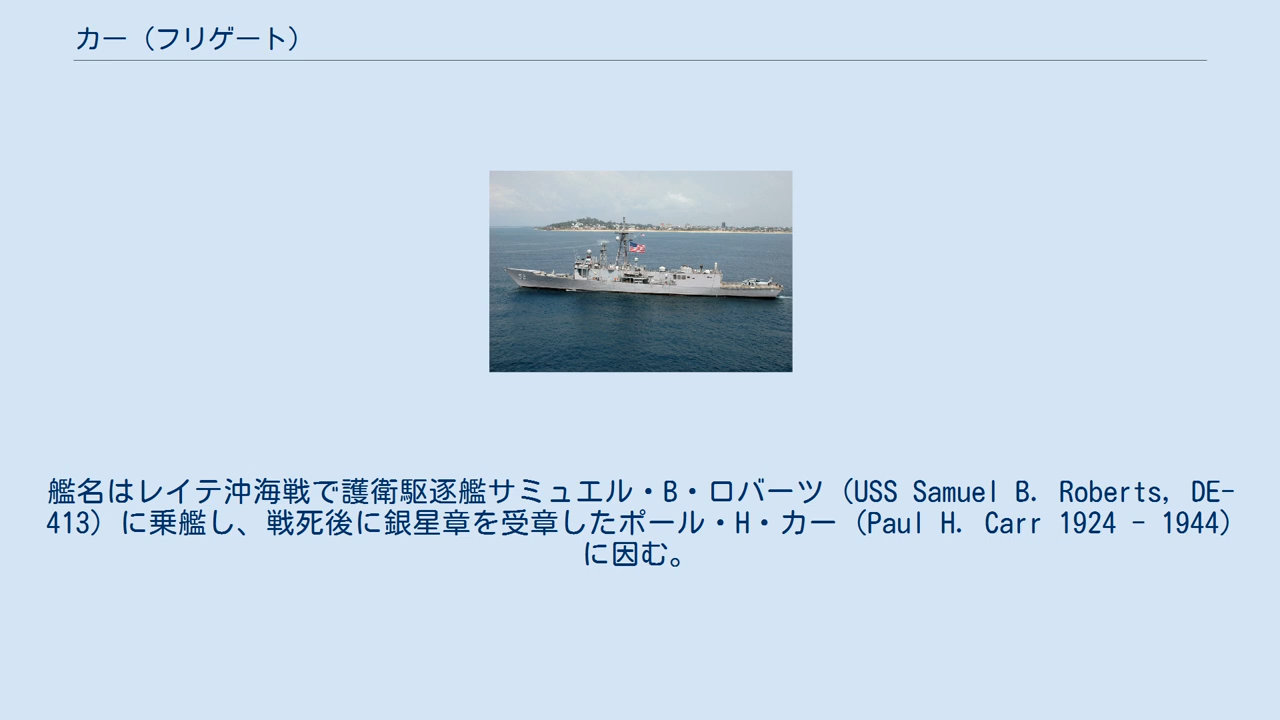 カー（フリゲート）
艦名はレイテ沖海戦で護衛駆逐艦サミュエル・B・ロバーツ（USS Samuel B. Roberts, DE-
413）に乗艦し、戦死後に銀星章を受章したポール・H・カー（Paul H. Carr 1924 - 1944）
に因む。